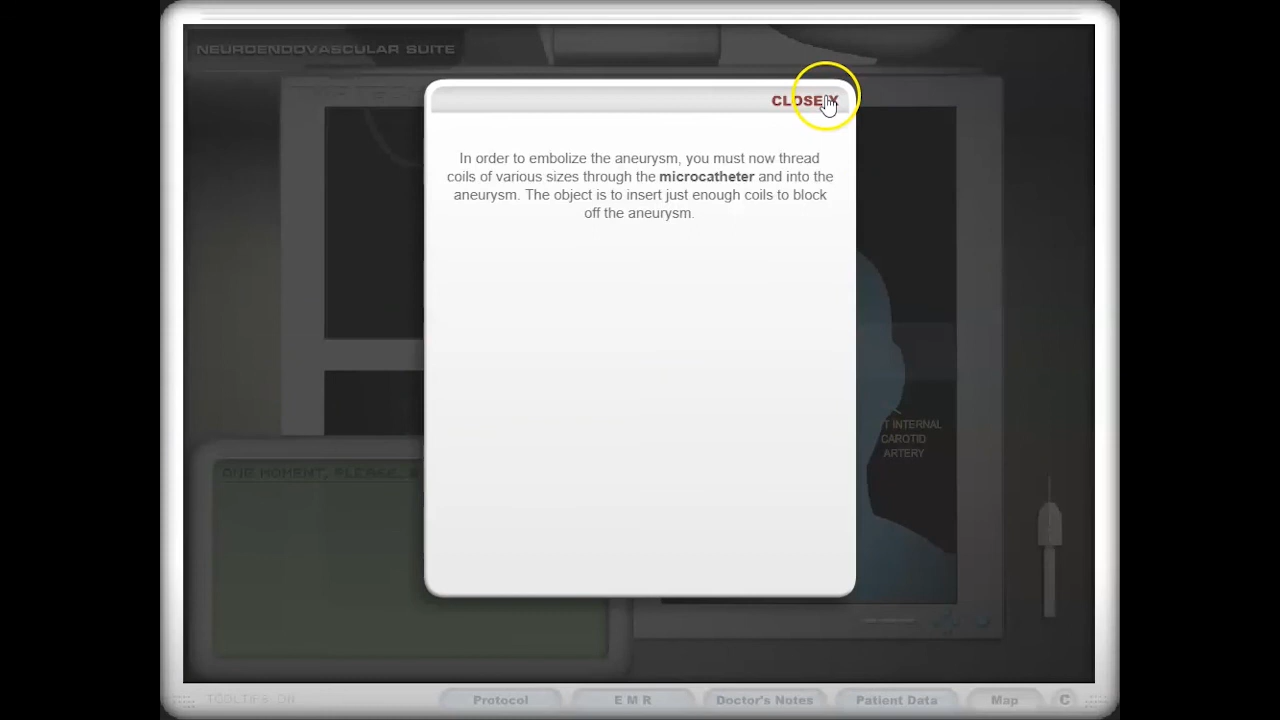 NEUROENDOVASCULAR SUITE
CLOSE X
In order to embolize the aneurysm, you must now thread
coils of various sizes through the microcatheter and into the
aneurysm. The object is to insert just enough coils to block
off the aneurysm.
T INTERNAL
CAROTID
ARTERY
ONE MOMENT, PLEASE.
TOOLTIPS ON
Protocol
E M R
Doctor's Notes
Patient Data
Map
C